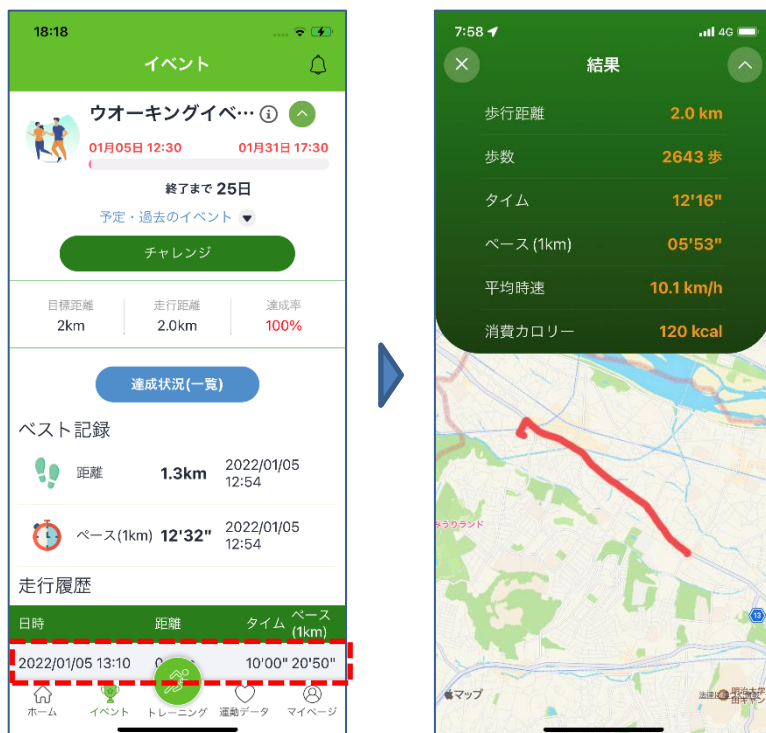 18:18
イベント
ウオーキングイベ…
01月05日 12:30 01月31日 17:30
終了まで 25日
予定・過去のイベント
チャレンジ
目標距離 走行距離 達成率
2km 2.0km 100%
達成状況(一覧)
ベスト記録
距離 1.3km 2022/01/05 12:54
ペース(1km) 12'32" 2022/01/05 12:54
走行履歴
日時 距離 タイム ペース (1km)
2022/01/05 13:10 10'00" 20'50"
ホーム イベント トレーニング 運動データ マイページ
7:58 4G
結果
歩行距離 2.0 km
歩数 2643 歩
タイム 12'16"
ペース (1km) 05'53"
平均時速 10.1 km/h
消費カロリー 120 kcal
みうりランド
13
マップ